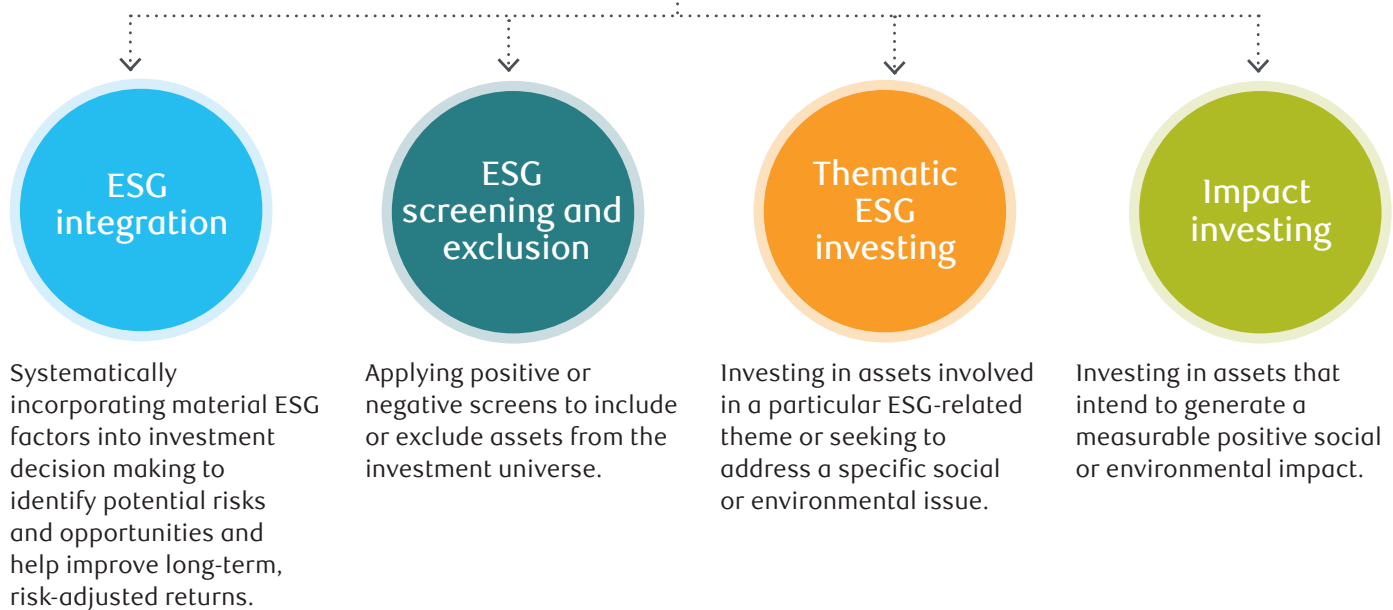 ESG
integration
ESG
screening and
exclusion
Thematic
ESG
investing
Impact
investing
Systematically
incorporating material ESG
factors into investment
decision making to
identify potential risks
and opportunities and
help improve long-term,
risk-adjusted returns.
Applying positive or
negative screens to include
or exclude assets from the
investment universe.
Investing in assets involved
in a particular ESG-related
theme or seeking to
address a specific social
or environmental issue.
Investing in assets that
intend to generate a
measurable positive social
or environmental impact.